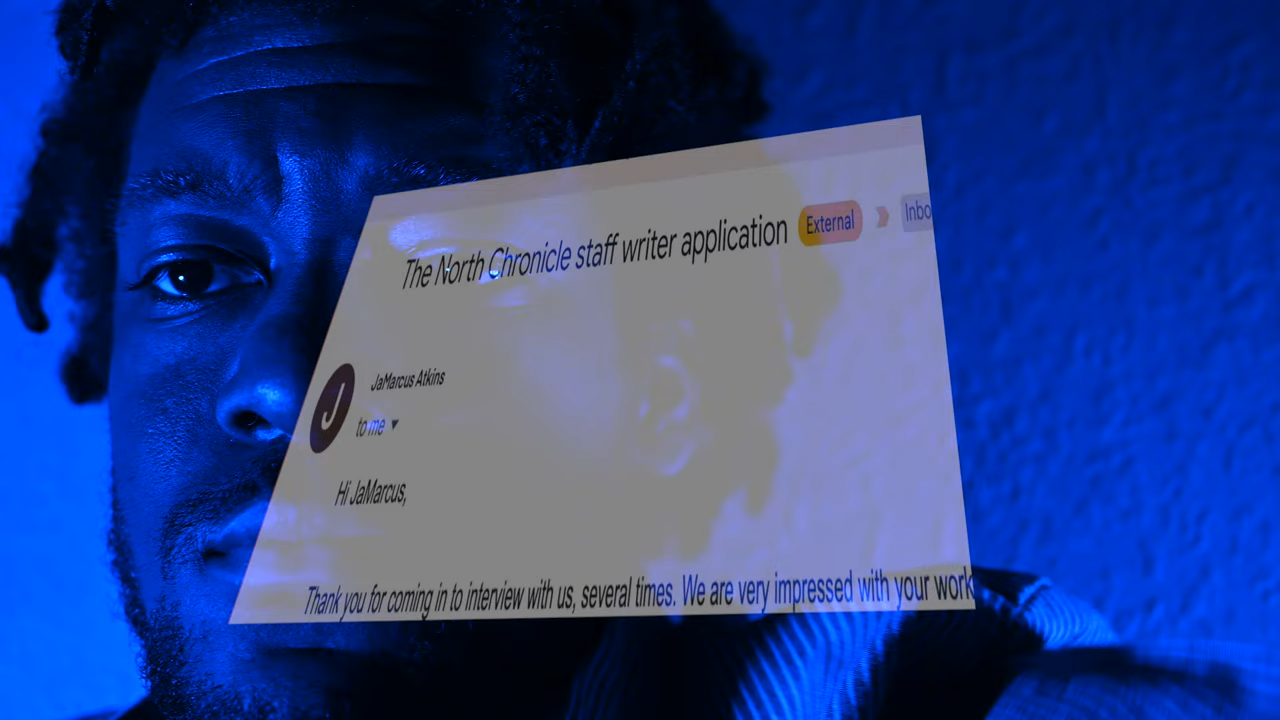 The North Chronicle staff writer application External Inbo
J
JaMarcus Atkins
to me
Hi JaMarcus,
Thank you for coming in to interview with us, several times. We are very impressed with your work